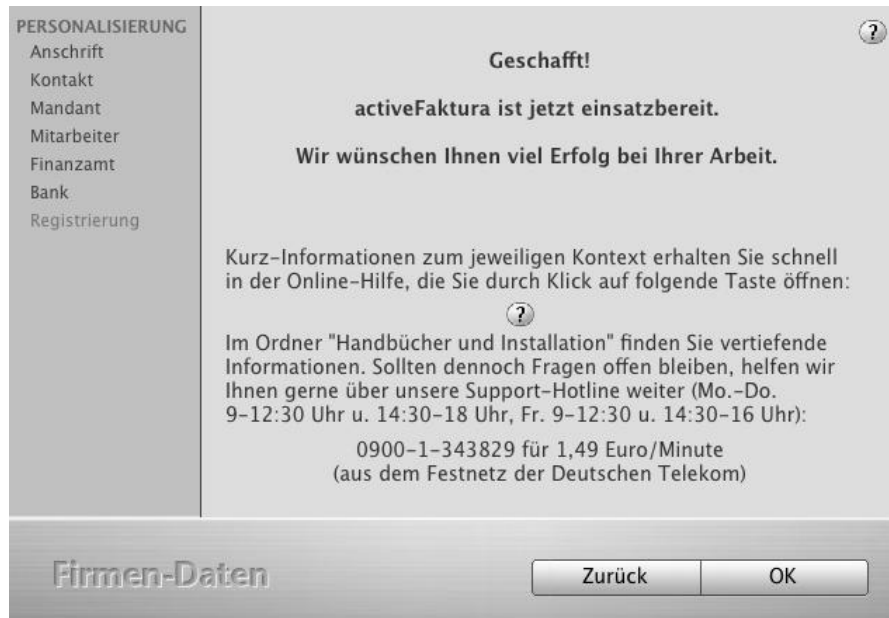 PERSONALISIERUNG
Anschrift
Kontakt
Mandant
Mitarbeiter
Finanzamt
Bank
Registrierung
?
Geschafft!
activeFaktura ist jetzt einsatzbereit.
Wir wünschen Ihnen viel Erfolg bei Ihrer Arbeit.
Kurz-Informationen zum jeweiligen Kontext erhalten Sie schnell
in der Online-Hilfe, die Sie durch Klick auf folgende Taste öffnen:
?
Im Ordner "Handbücher und Installation" finden Sie vertiefende
Informationen. Sollten dennoch Fragen offen bleiben, helfen wir
Ihnen gerne über unsere Support-Hotline weiter (Mo.-Do.
9-12:30 Uhr u. 14:30-18 Uhr, Fr. 9-12:30 u. 14:30-16 Uhr):
0900-1-343829 für 1,49 Euro/Minute
(aus dem Festnetz der Deutschen Telekom)
Firmen-Daten
Zurück
OK